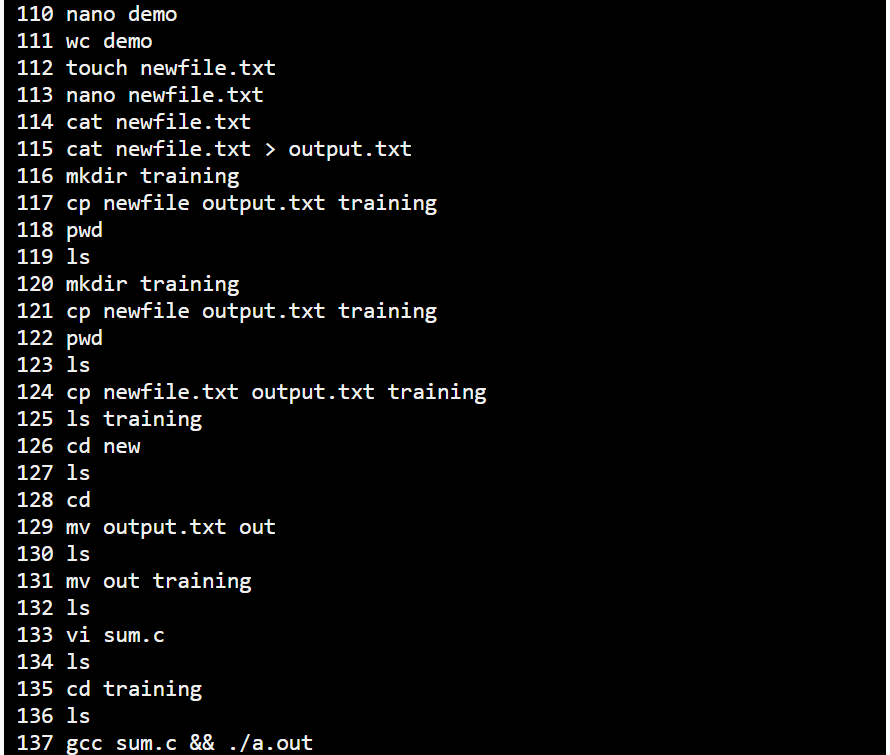 110 nano demo
111 wc demo
112 touch newfile.txt
113 nano newfile.txt
114 cat newfile.txt
115 cat newfile.txt > output.txt
116 mkdir training
117 cp newfile output.txt training
118 pwd
119 ls
120 mkdir training
121 cp newfile output.txt training
122 pwd
123 ls
124 cp newfile.txt output.txt training
125 ls training
126 cd new
127 ls
128 cd
129 mv output.txt out
130 ls
131 mv out training
132 ls
133 vi sum.c
134 ls
135 cd training
136 ls
137 gcc sum.c && ./a.out